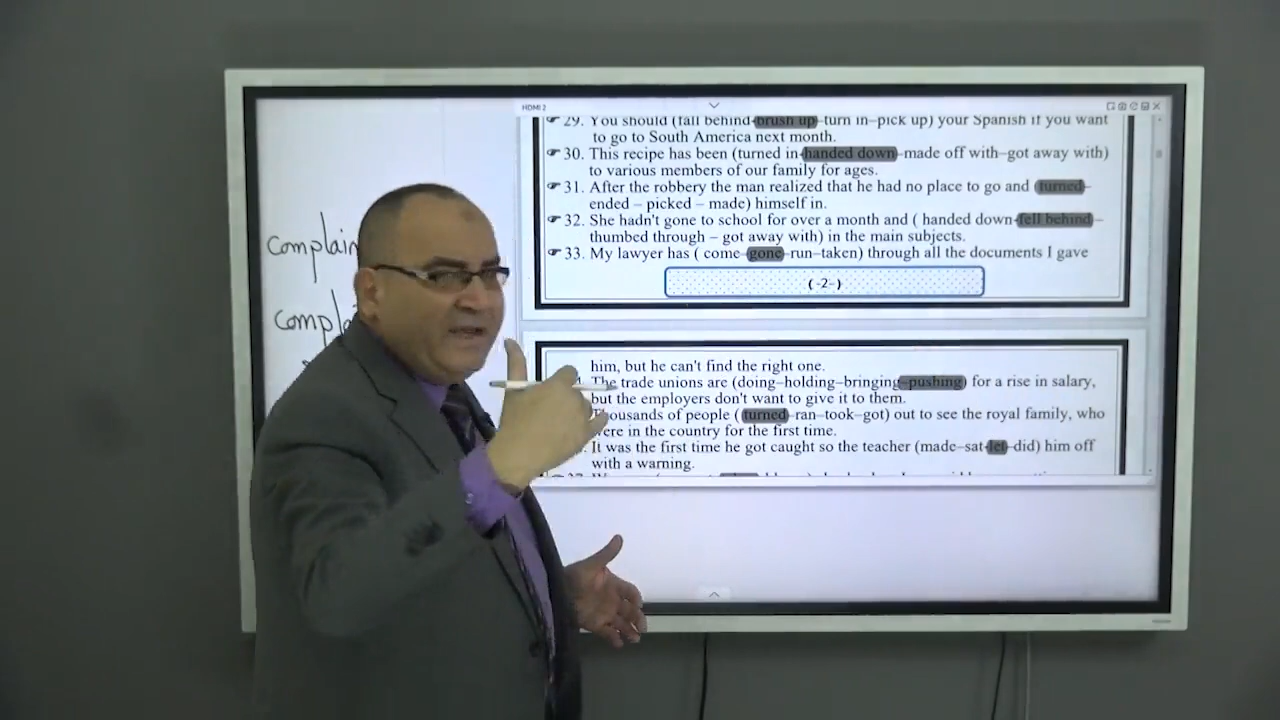 HDMI 2
complain
compla
29. You should (fall behind–brush up–turn in–pick up) your Spanish if you want
to go to South America next month.
30. This recipe has been (turned in–handed down–made off with–got away with)
to various members of our family for ages.
31. After the robbery the man realized that he had no place to go and (turned–
ended – picked – made) himself in.
32. She hadn't gone to school for over a month and ( handed down–fell behind–
thumbed through – got away with) in the main subjects.
33. My lawyer has ( come–gone–run–taken) through all the documents I gave
(-2-)
him, but he can't find the right one.
The trade unions are (doing–holding–bringing–pushing) for a rise in salary,
but the employers don't want to give it to them.
Thousands of people ( turned–ran–took–got) out to see the royal family, who
were in the country for the first time.
It was the first time he got caught so the teacher (made–sat–let–did) him off
with a warning.